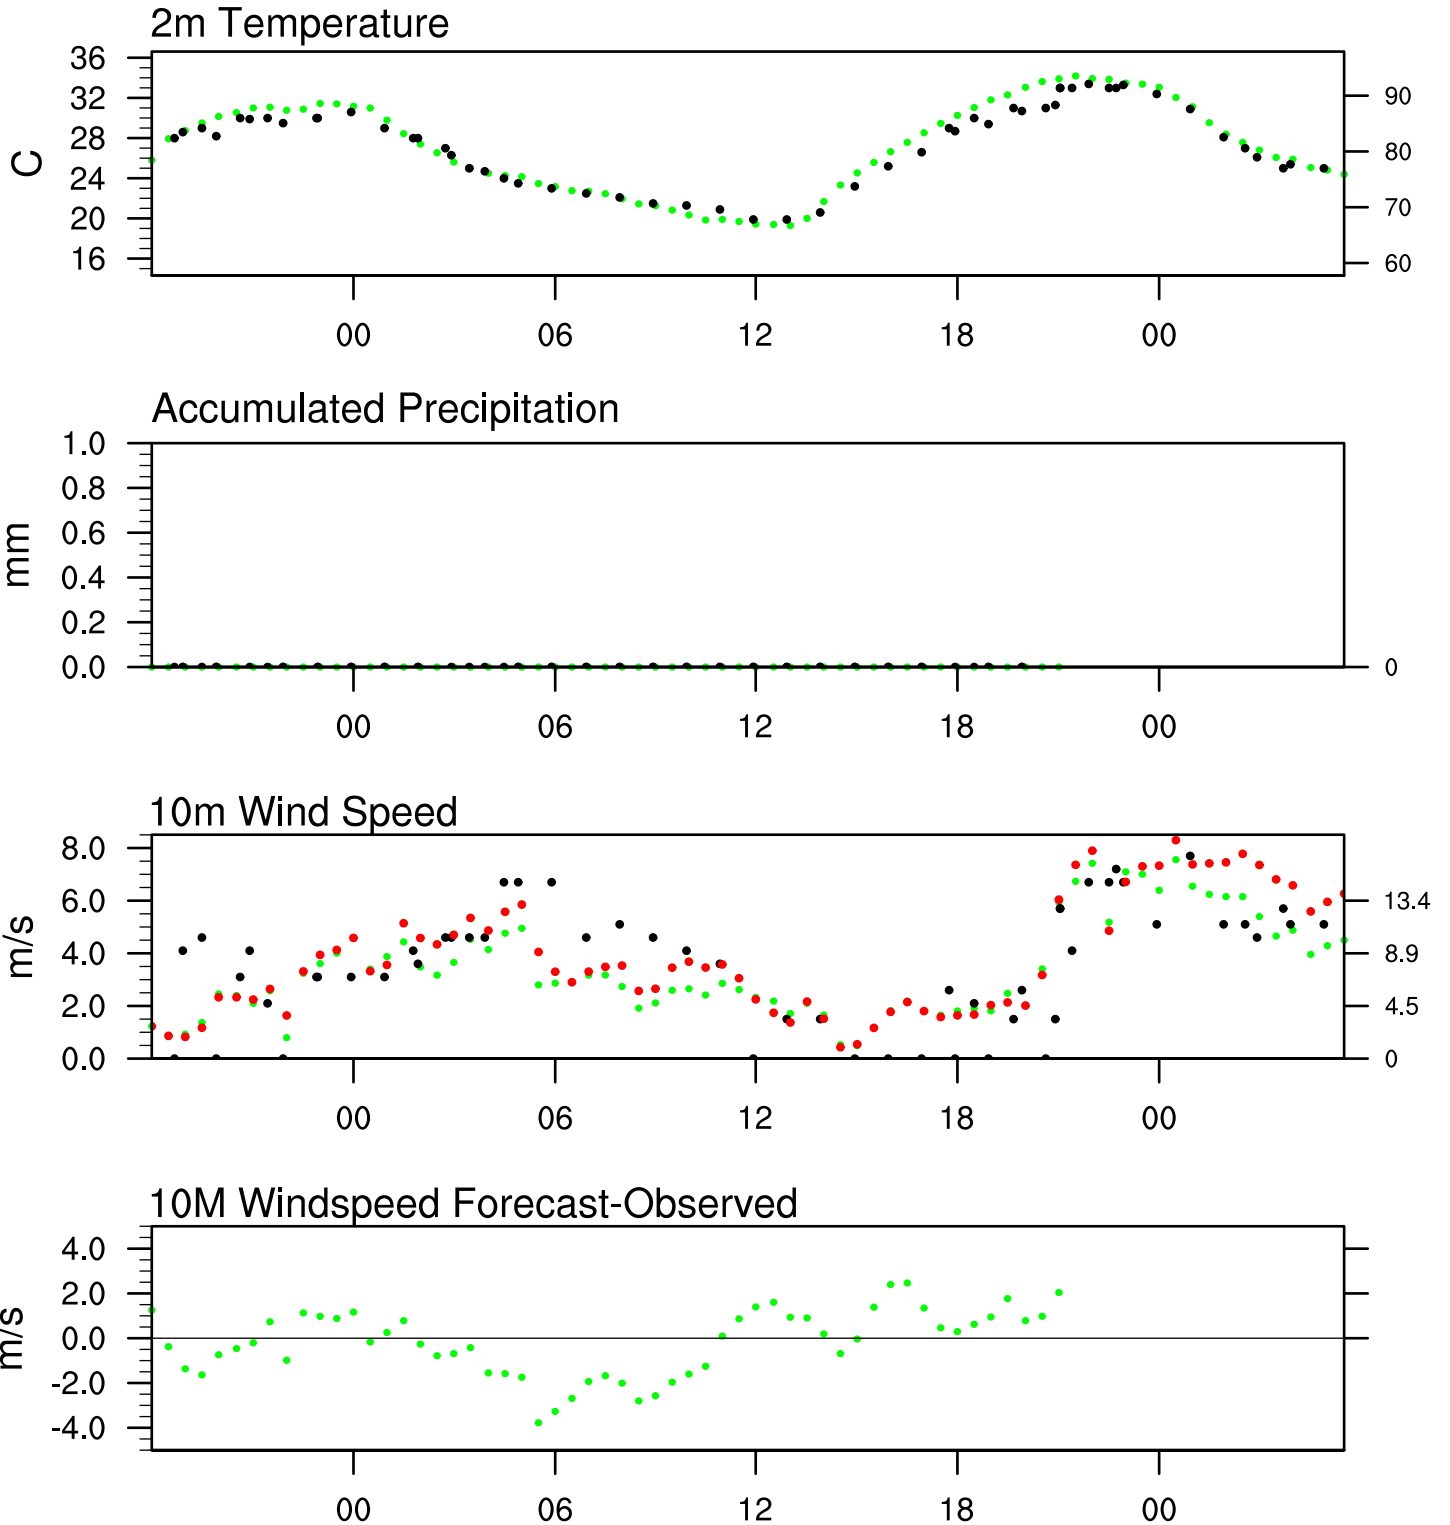 2m Temperature
36
32
28
24
20
16
C
90
80
70
60
00 06 12 18 00
Accumulated Precipitation
1.0
0.8
0.6
0.4
0.2
0.0
mm
0
00 06 12 18 00
10m Wind Speed
8.0
6.0
4.0
2.0
0.0
m/s
13.4
8.9
4.5
0
00 06 12 18 00
10M Windspeed Forecast-Observed
4.0
2.0
0.0
-2.0
-4.0
m/s
00 06 12 18 00